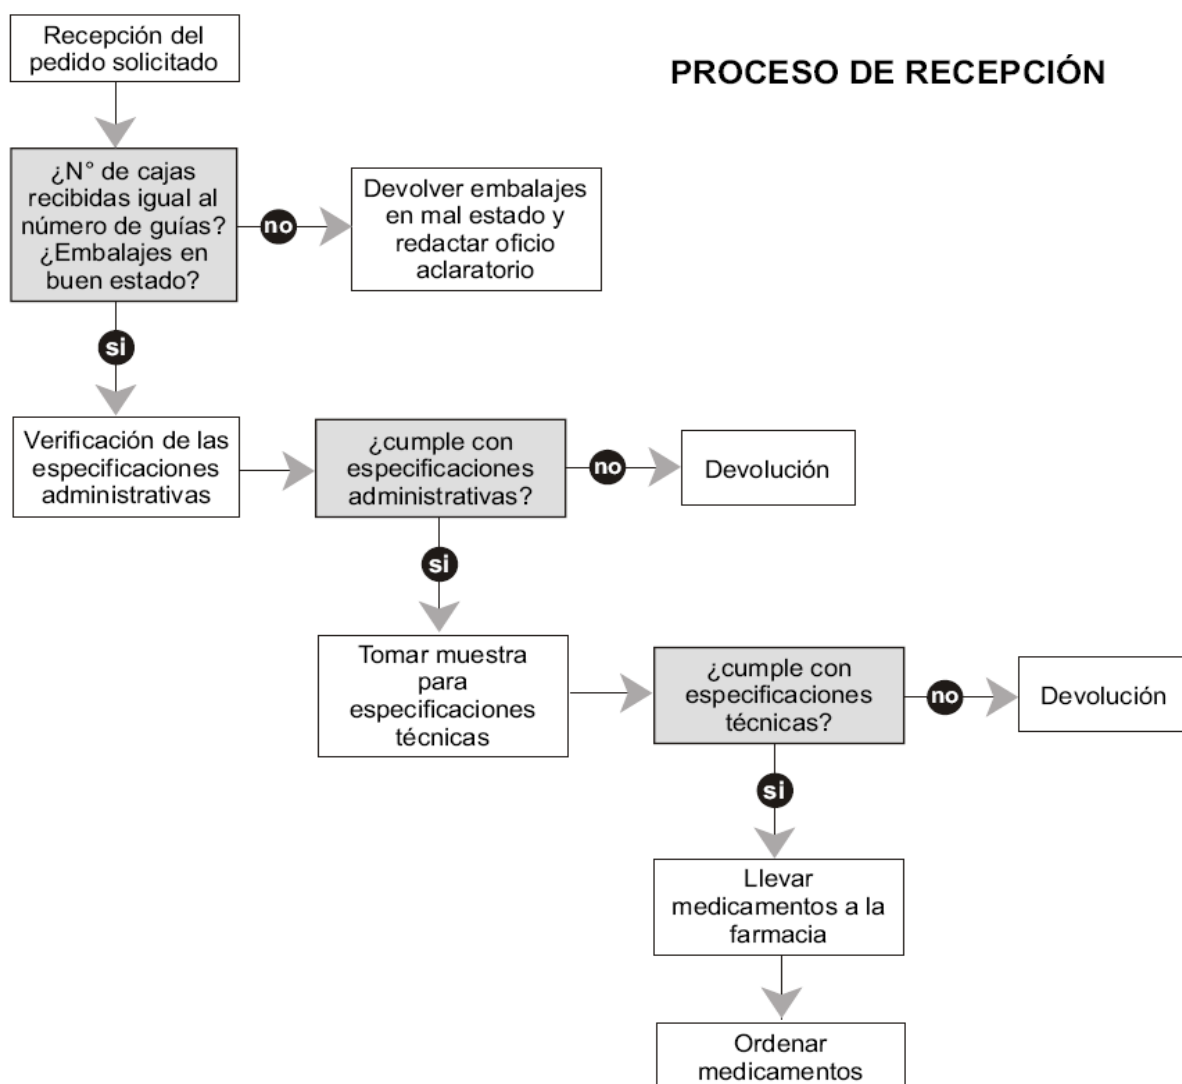 Recepción del
pedido solicitado
PROCESO DE RECEPCIÓN
¿N° de cajas
recibidas igual al
número de guías?
¿Embalajes en
buen estado?
no
Devolver embalajes
en mal estado y
redactar oficio
aclaratorio
si
Verificación de las
especificaciones
administrativas
¿cumple con
especificaciones
administrativas?
no
Devolución
si
Tomar muestra
para
especificaciones
técnicas
¿cumple con
especificaciones
técnicas?
no
Devolución
si
Llevar
medicamentos a la
farmacia
Ordenar
medicamentos